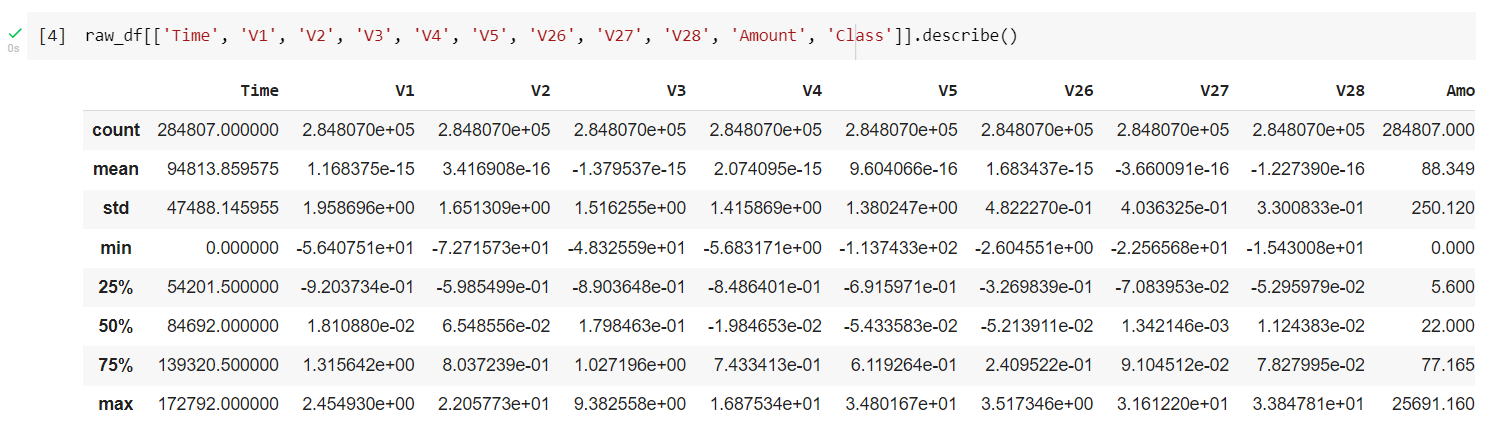 [4] raw_df[['Time', 'V1', 'V2', 'V3', 'V4', 'V5', 'V26', 'V27', 'V28', 'Amount', 'Class']].describe()
0s
Time V1 V2 V3 V4 V5 V26 V27 V28 Amo
count 284807.000000 2.848070e+05 2.848070e+05 2.848070e+05 2.848070e+05 2.848070e+05 2.848070e+05 2.848070e+05 2.848070e+05 284807.000
mean 94813.859575 1.168375e-15 3.416908e-16 -1.379537e-15 2.074095e-15 9.604066e-16 1.683437e-15 -3.660091e-16 -1.227390e-16 88.349
std 47488.145955 1.958696e+00 1.651309e+00 1.516255e+00 1.415869e+00 1.380247e+00 4.822270e-01 4.036325e-01 3.300833e-01 250.120
min 0.000000 -5.640751e+01 -7.271573e+01 -4.832559e+01 -5.683171e+00 -1.137433e+02 -2.604551e+00 -2.256568e+01 -1.543008e+01 0.000
25% 54201.500000 -9.203734e-01 -5.985499e-01 -8.903648e-01 -8.486401e-01 -6.915971e-01 -3.269839e-01 -7.083953e-02 -5.295979e-02 5.600
50% 84692.000000 1.810880e-02 6.548556e-02 1.798463e-01 -1.984653e-02 -5.433583e-02 -5.213911e-02 1.342146e-03 1.124383e-02 22.000
75% 139320.500000 1.315642e+00 8.037239e-01 1.027196e+00 7.433413e-01 6.119264e-01 2.409522e-01 9.104512e-02 7.827995e-02 77.165
max 172792.000000 2.454930e+00 2.205773e+01 9.382558e+00 1.687534e+01 3.480167e+01 3.517346e+00 3.161220e+01 3.384781e+01 25691.160